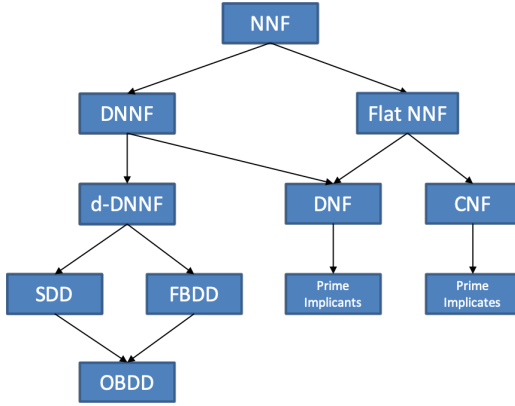 NNF
DNNF
Flat NNF
d-DNNF
DNF
CNF
SDD
FBDD
Prime
Implicants
Prime
Implicates
OBDD